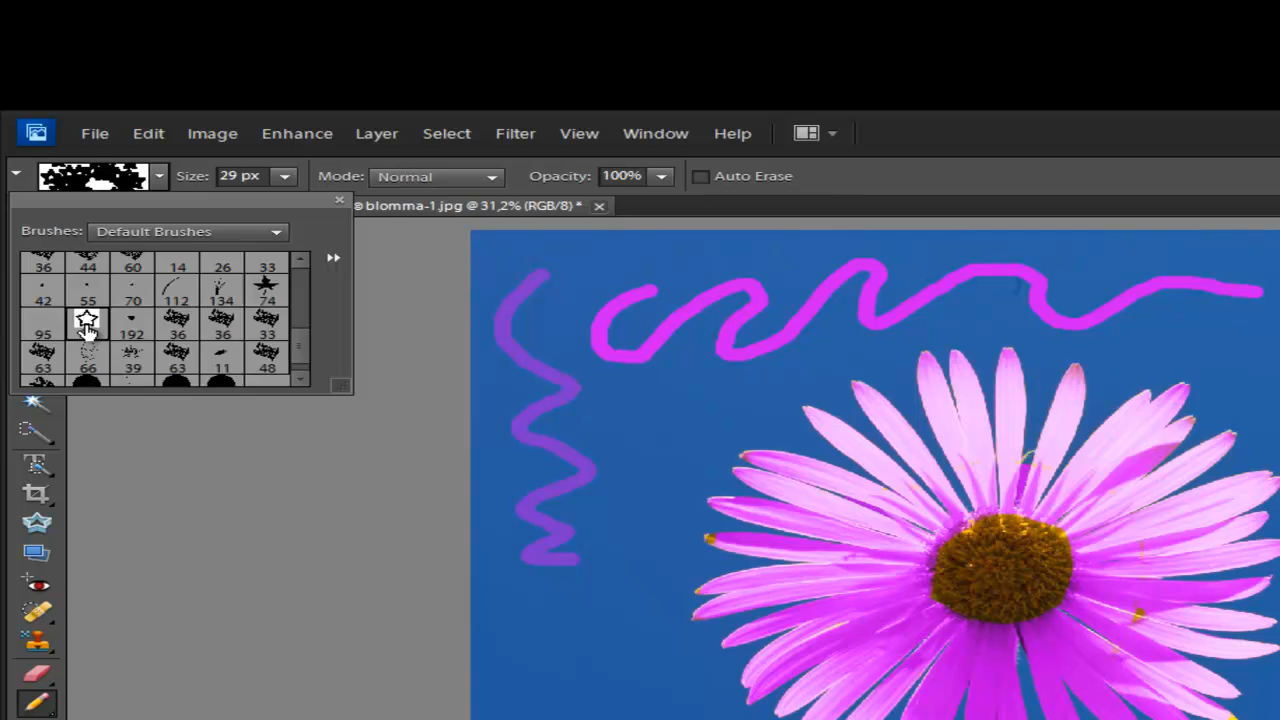 File Edit Image Enhance Layer Select Filter View Window Help
Size: 29 px Mode: Normal Opacity: 100% Auto Erase
blomma-1.jpg @ 31,2% (RGB/8) *
Brushes: Default Brushes
36 44 60 14 26 33
42 55 70 112 134 74
95 192 36 36 33
63 66 39 63 11 48